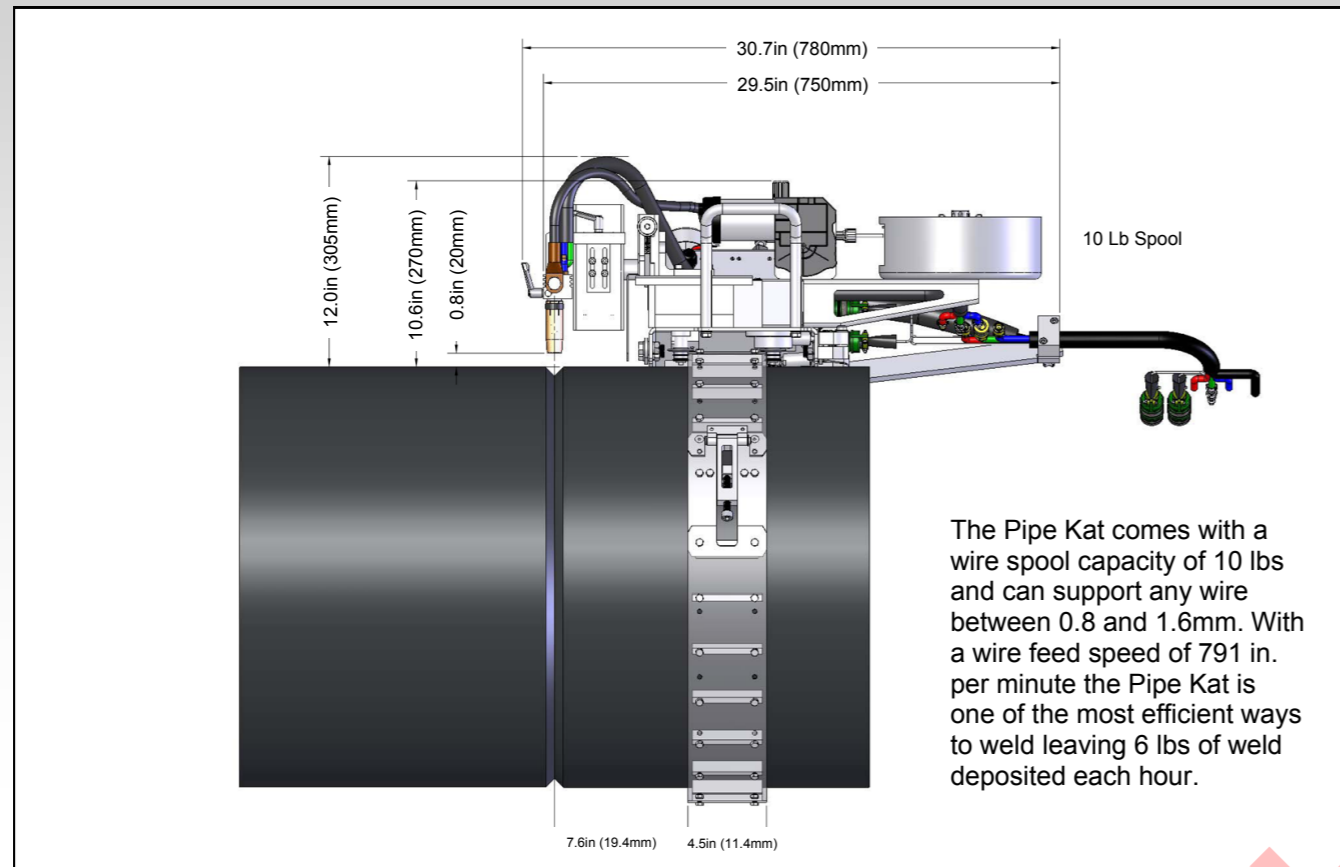 30.7in (780mm)
29.5in (750mm)
12.0in (305mm)
10.6in (270mm)
0.8in (20mm)
10 Lb Spool
The Pipe Kat comes with a
wire spool capacity of 10 lbs
and can support any wire
between 0.8 and 1.6mm. With
a wire feed speed of 791 in.
per minute the Pipe Kat is
one of the most efficient ways
to weld leaving 6 lbs of weld
deposited each hour.
7.6in (19.4mm)
4.5in (11.4mm)